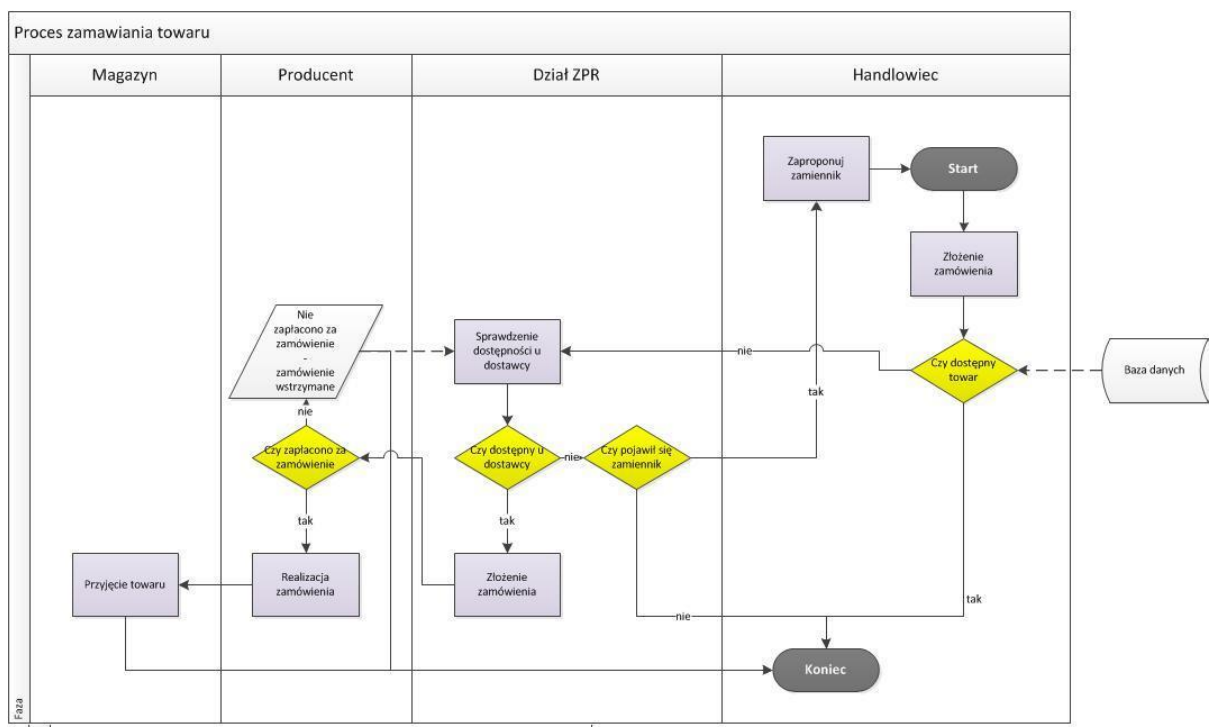 Proces zamawiania towaru
Magazyn
Producent
Dział ZPR
Handlowiec
Zaproponuj
zamiennik
Start
Złożenie
zamówienia
Nie
zapłacono za
zamówienie
-
zamówienie
wstrzymane
Sprawdzenie
dostępności u
dostawcy
nie
Czy dostępny
towar
Baza danych
tak
nie
Czy zapłacono za
zamówienie
Czy dostępny u
dostawcy
nie
Czy pojawił się
zamiennik
tak
tak
Przyjęcie towaru
Realizacja
zamówienia
Złożenie
zamówienia
nie
tak
Koniec
Faza